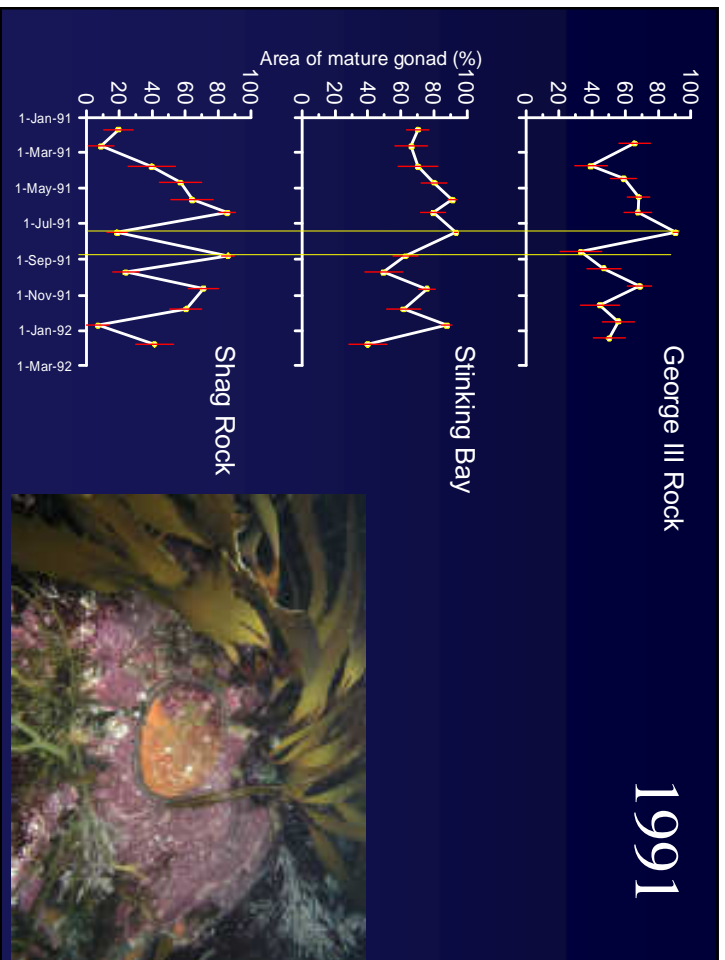 1991
George III Rock
100
80
60
40
20
0
Stinking Bay
100
80
60
40
20
0
Area of mature gonad (%)
Shag Rock
100
80
60
40
20
0
1-Jan-91
1-Mar-91
1-May-91
1-Jul-91
1-Sep-91
1-Nov-91
1-Jan-92
1-Mar-92